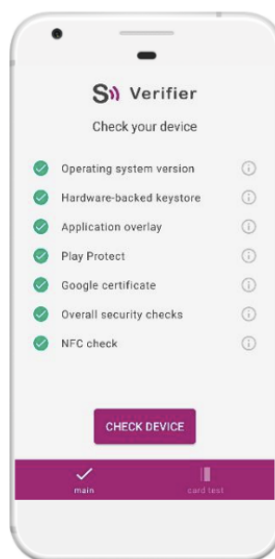 S Verifier
Check your device
Operating system version
Hardware-backed keystore
Application overlay
Play Protect
Google certificate
Overall security checks
NFC check
CHECK DEVICE
main
card test